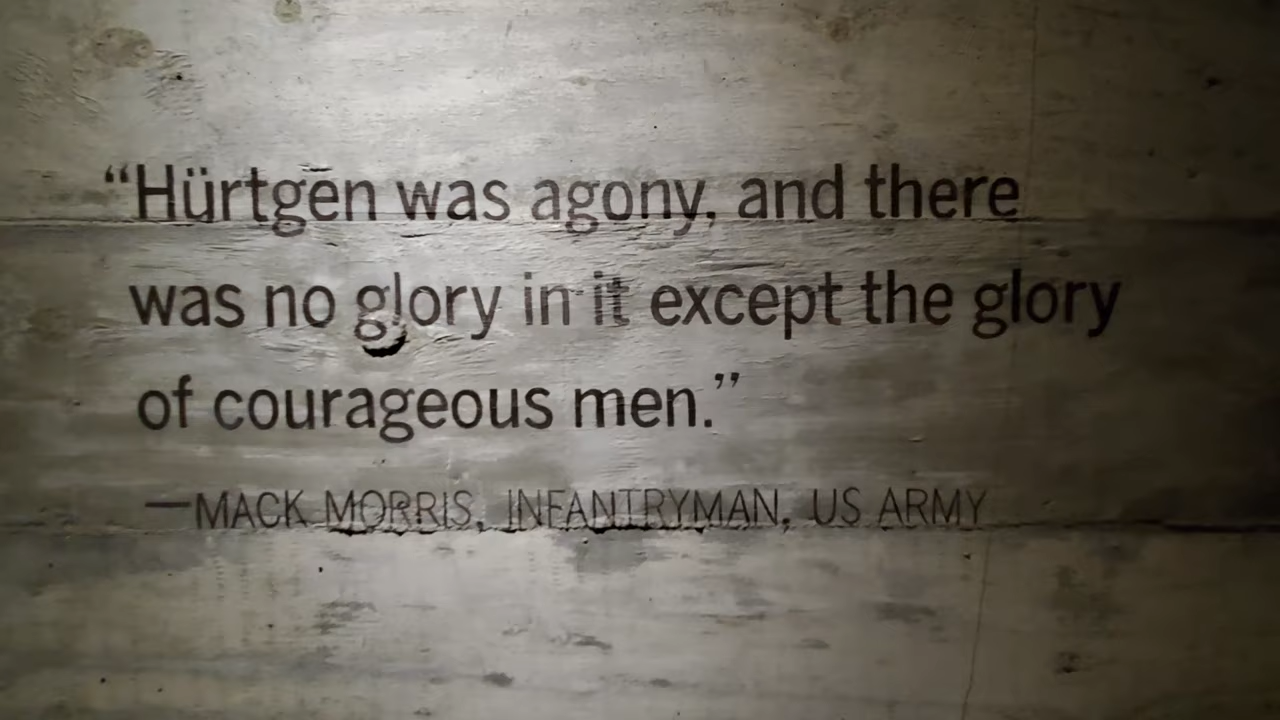 “Hürtgen was agony, and there
was no glory in it except the glory
of courageous men.”
—MACK MORRIS, INFANTRYMAN, US ARMY